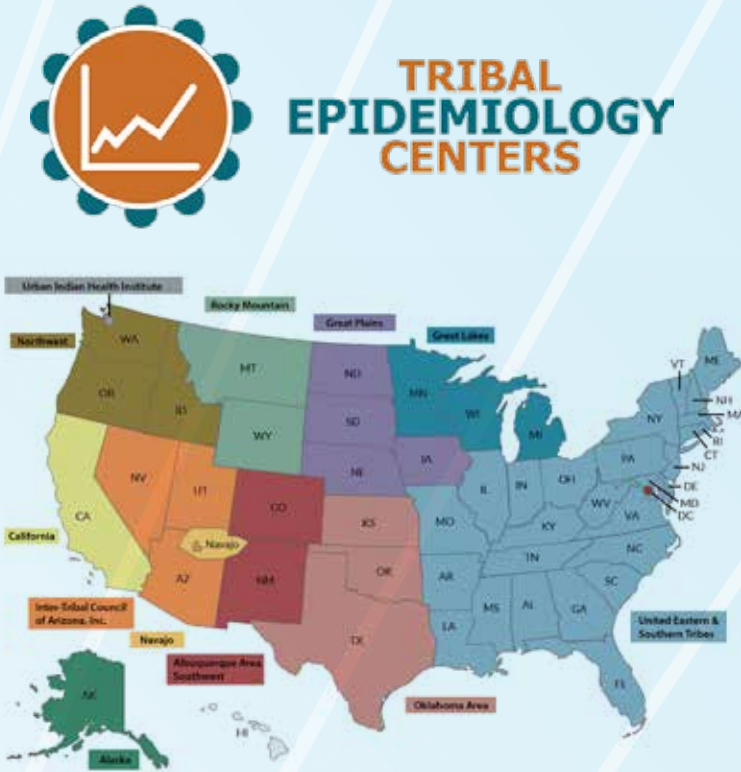 TRIBAL
EPIDEMIOLOGY
CENTERS
Urban Indian Health Institute
Rocky Mountain
Great Plains
Great Lakes
Northwest
WA
MT
ND
MN
ME
VT
OR
ID
SD
WI
NH
MA
WY
MI
NY
RI
CT
NV
UT
NE
IA
PA
NJ
CA
CO
IL
IN
OH
DE
MD
DC
WV
VA
KS
MO
KY
California
Navajo
AZ
NM
OK
AR
TN
NC
SC
MS
AL
GA
Inter-Tribal Council
of Arizona, Inc.
TX
LA
United Eastern &
Southern Tribes
Navajo
Albuquerque Area
Southwest
FL
AK
HI
Oklahoma Area
Alaska